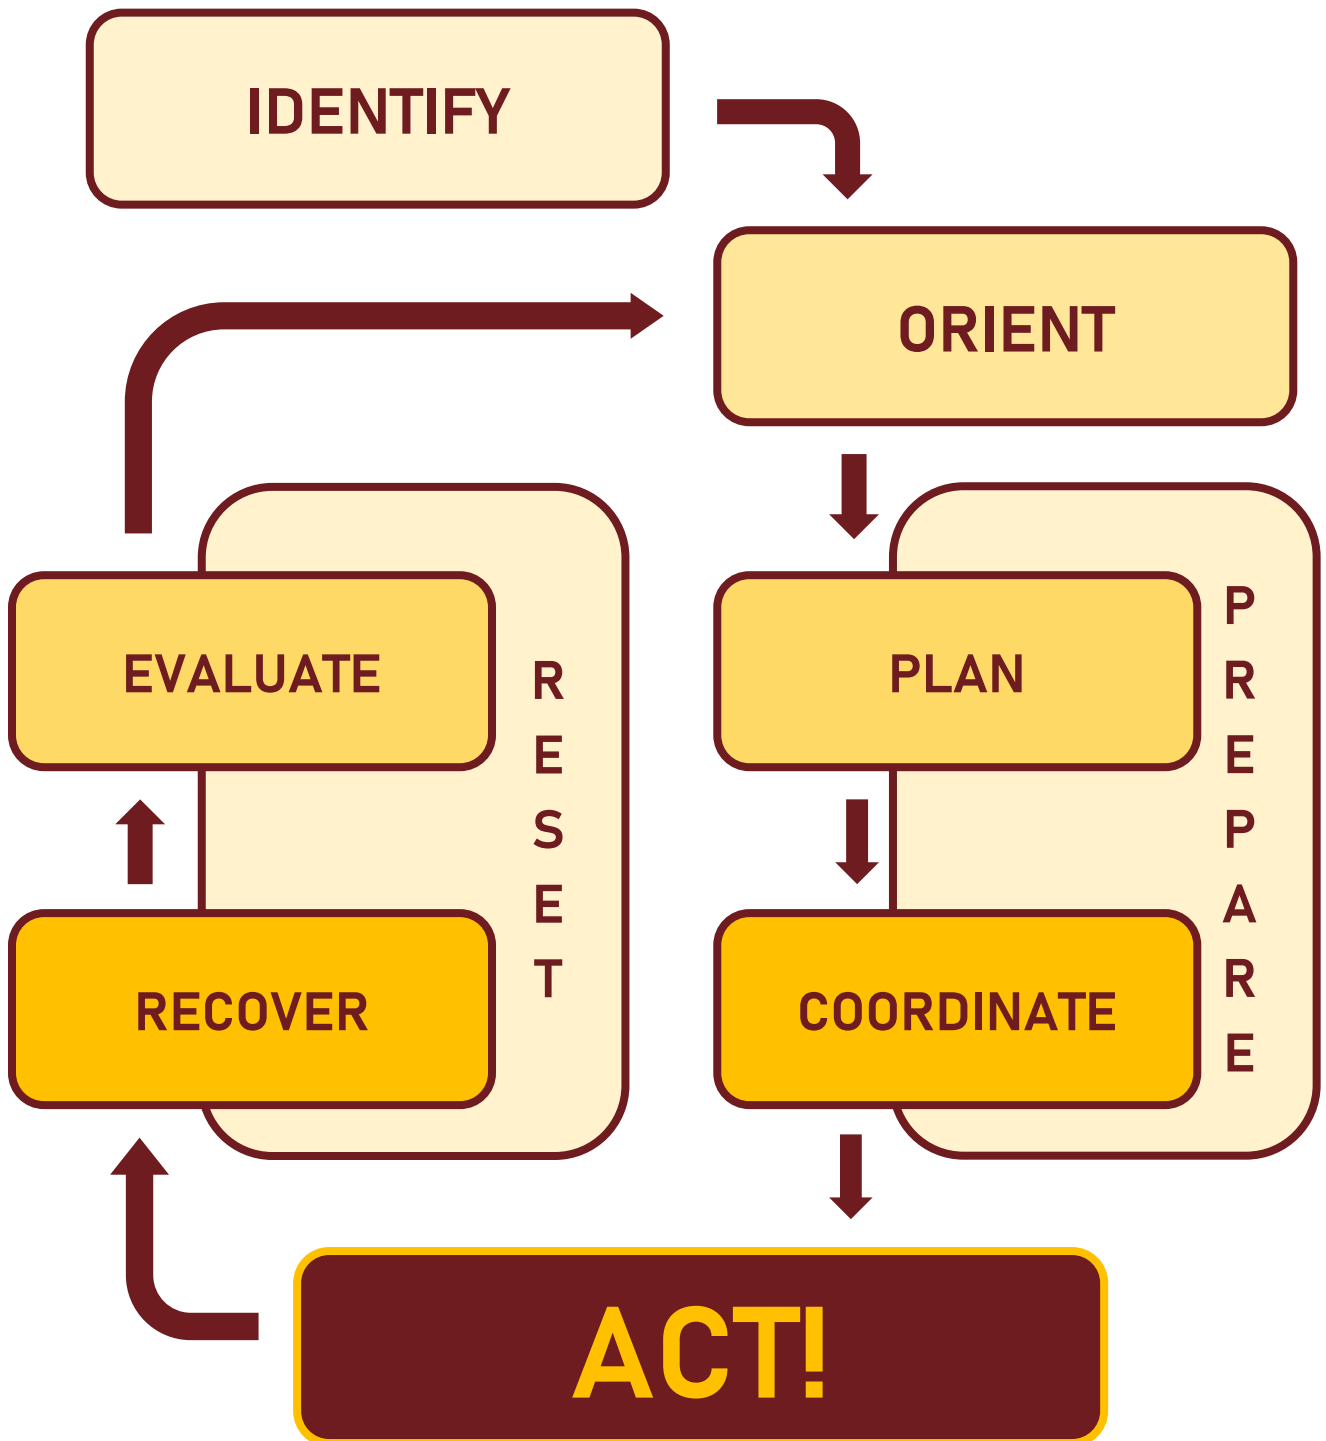 IDENTIFY
ORIENT
PLAN
COORDINATE
PREPARE
ACT!
RECOVER
EVALUATE
RESET